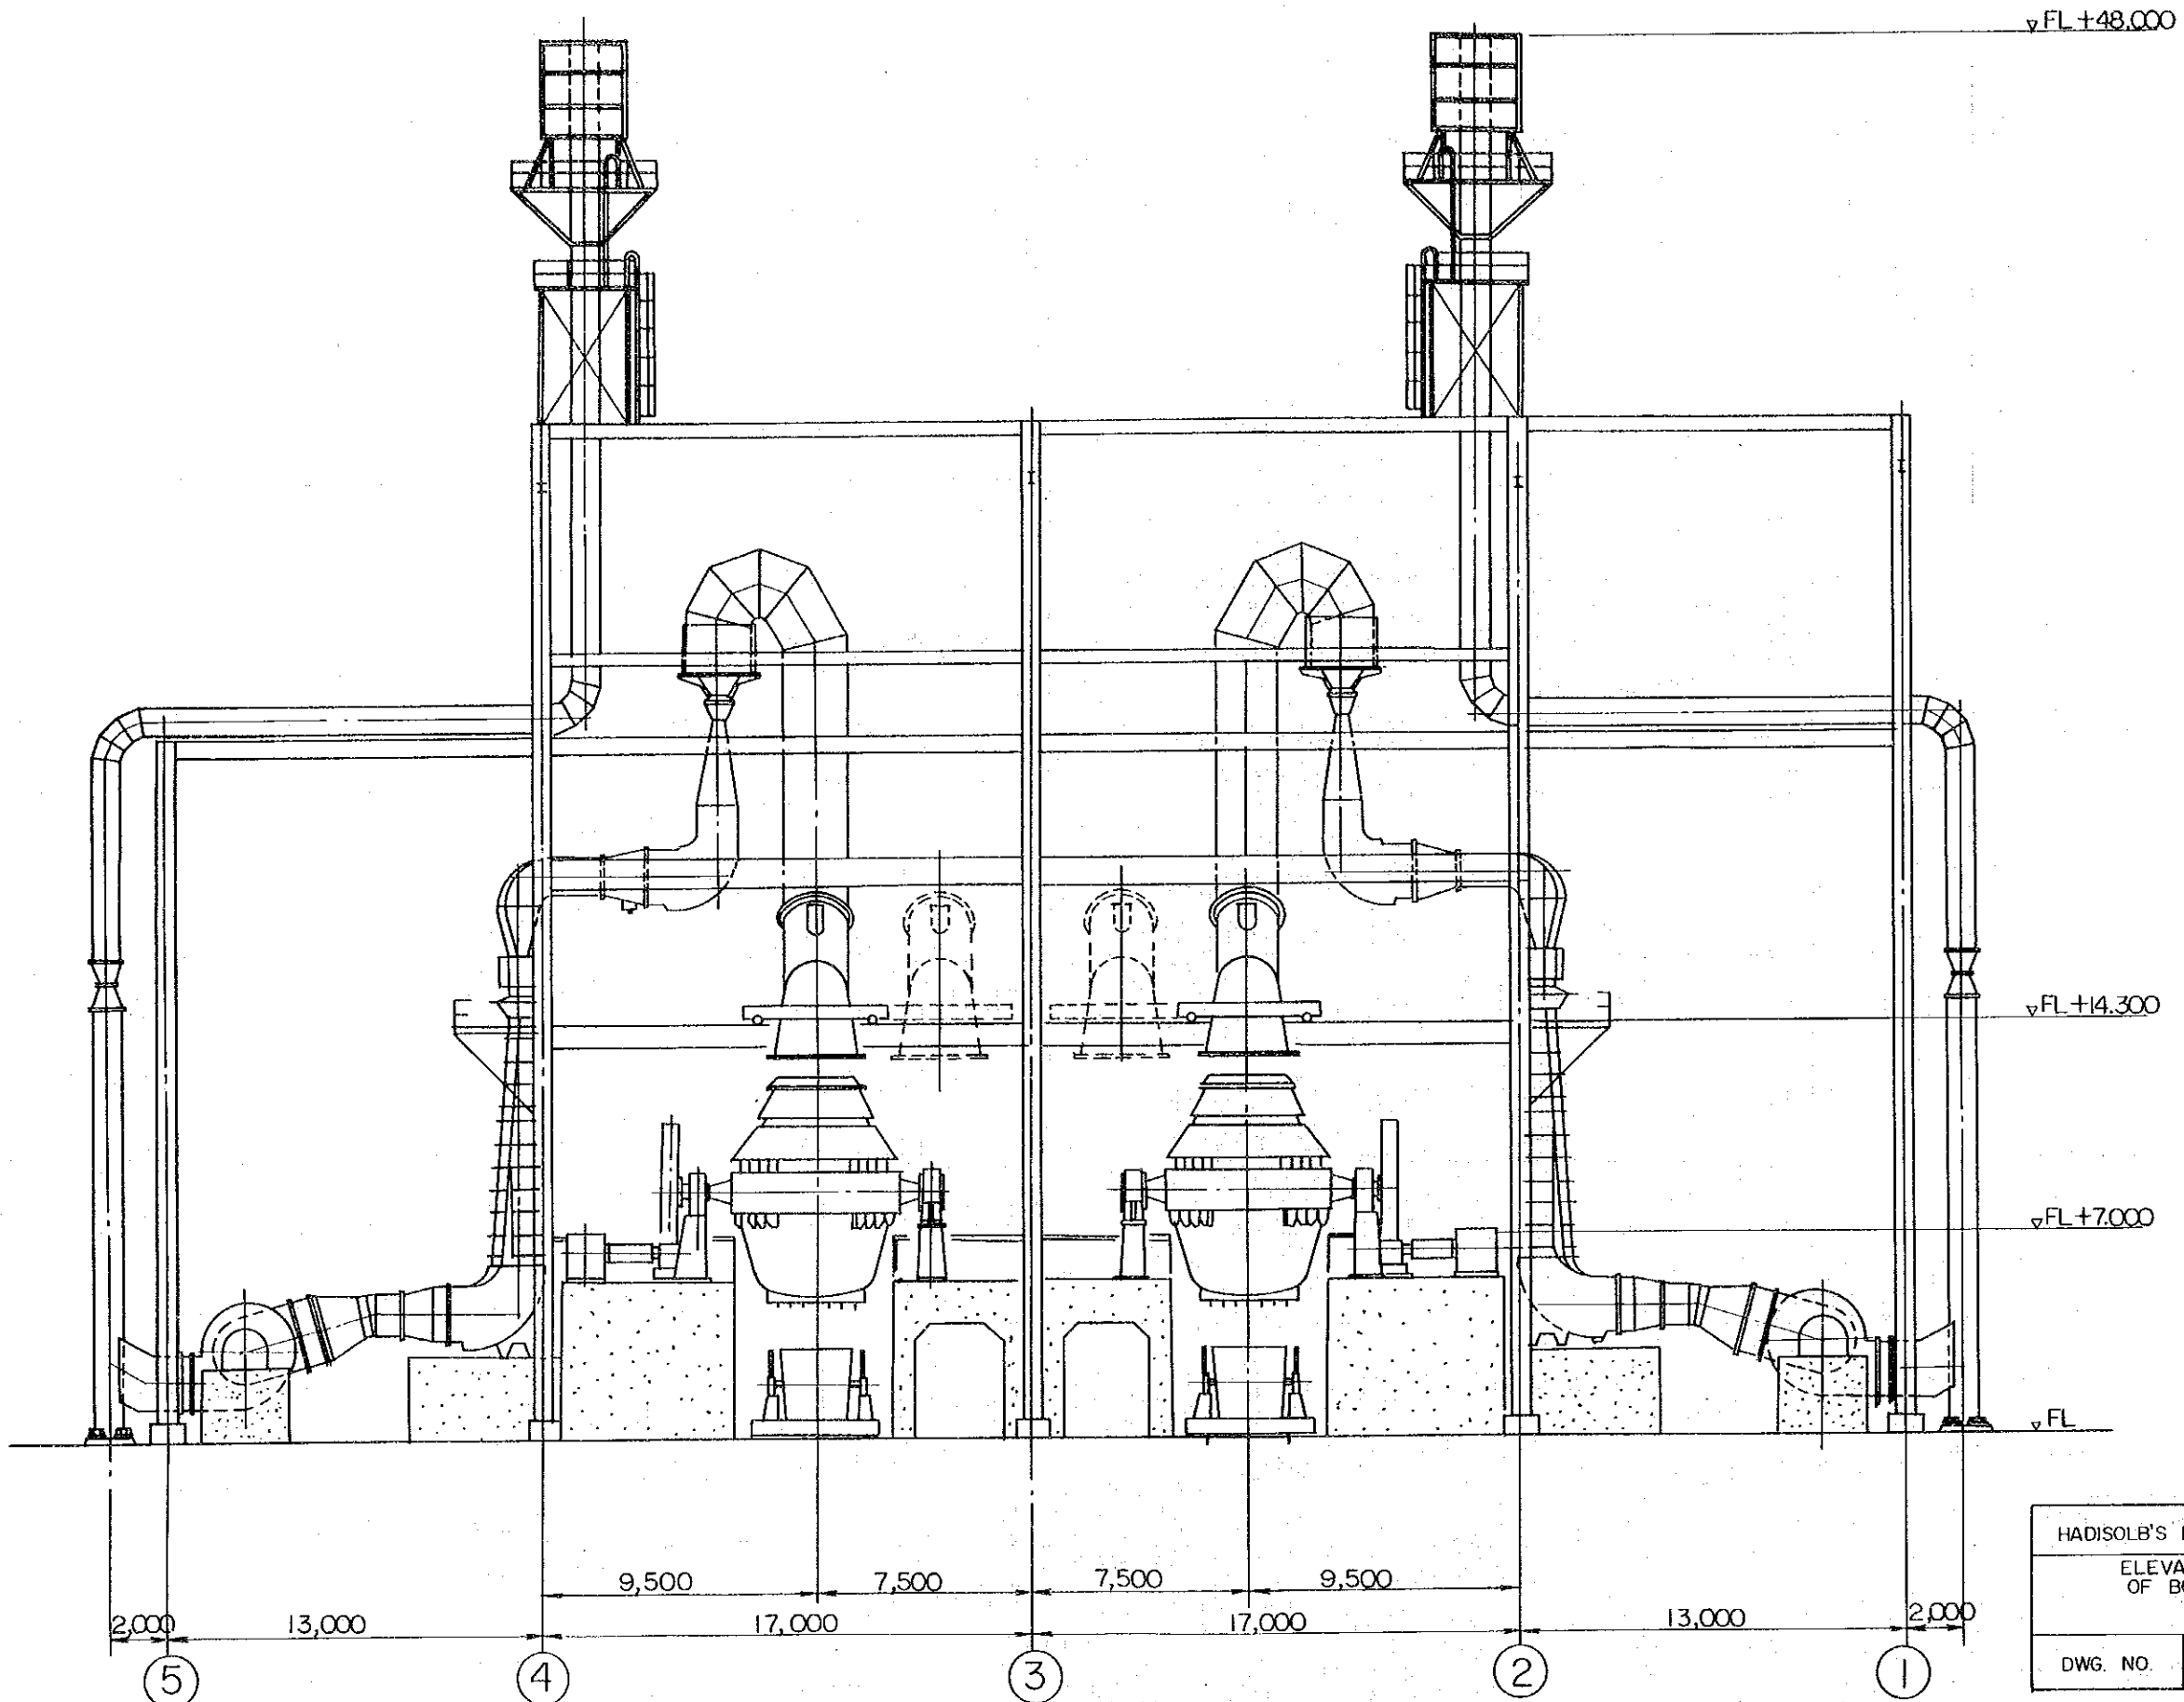 FL +48.000
FL +14.300
FL +7.000
FL
9,500 7,500 7,500 9,500
2,000 13,000 17,000 17,000 13,000 2,000
5 4 3 2 1
HADISOLB'S
ELEVA
OF B
DWG. NO.